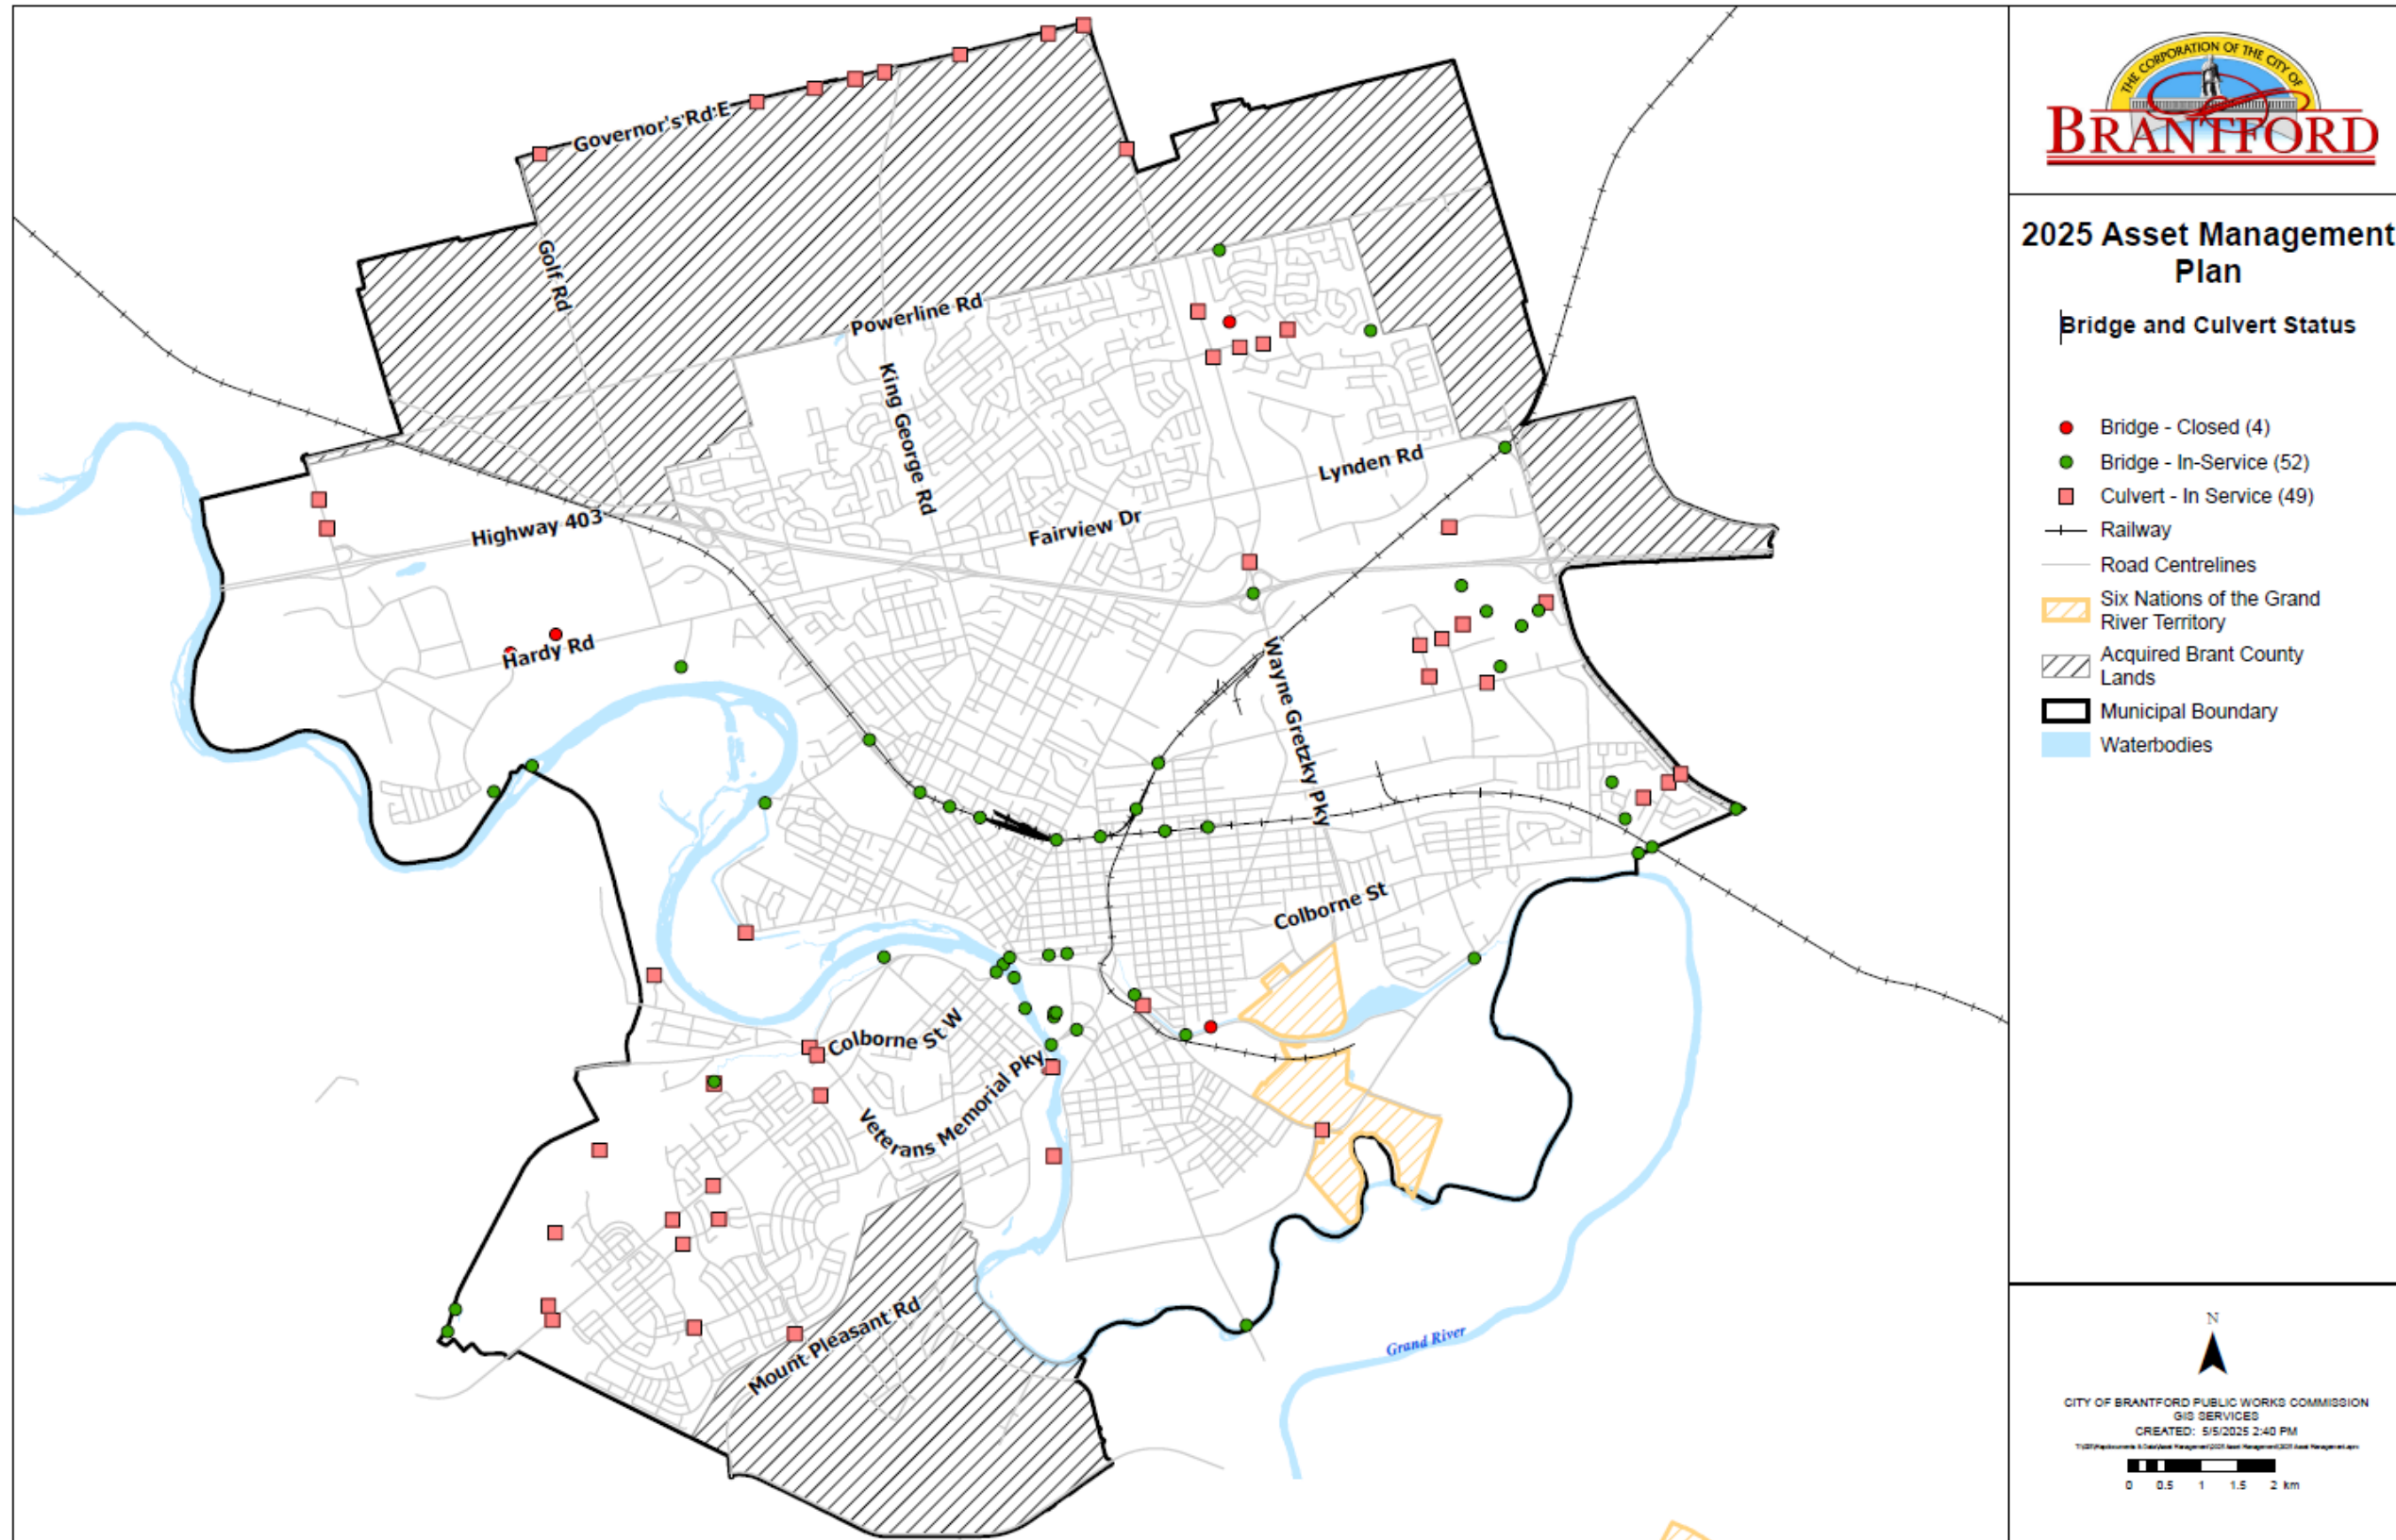 Governor's Rd E
Golf Rd
Powerline Rd
King George Rd
Lynden Rd
Fairview Dr
Highway 403
Hardy Rd
Wayne Gretzky Pky
Colborne St
Colborne St W
Veterans Memorial Pky
Mount Pleasant Rd
Grand River
THE CORPORATION OF THE CITY OF
BRANTFORD
2025 Asset Management
Plan
Bridge and Culvert Status
Bridge - Closed (4)
Bridge - In-Service (52)
Culvert - In Service (49)
Railway
Road Centrelines
Six Nations of the Grand
River Territory
Acquired Brant County
Lands
Municipal Boundary
Waterbodies
N
CITY OF BRANTFORD PUBLIC WORKS COMMISSION
GIS SERVICES
CREATED: 5/5/2025 2:40 PM
0 0.5 1 1.5 2 km